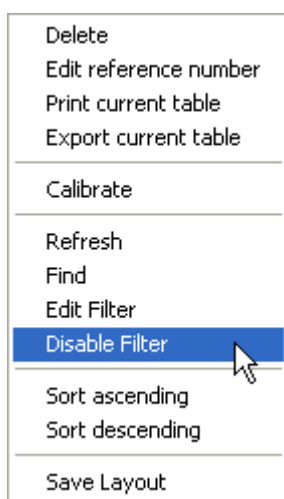 Delete
Edit reference number
Print current table
Export current table
Calibrate
Refresh
Find
Edit Filter
Disable Filter
Sort ascending
Sort descending
Save Layout